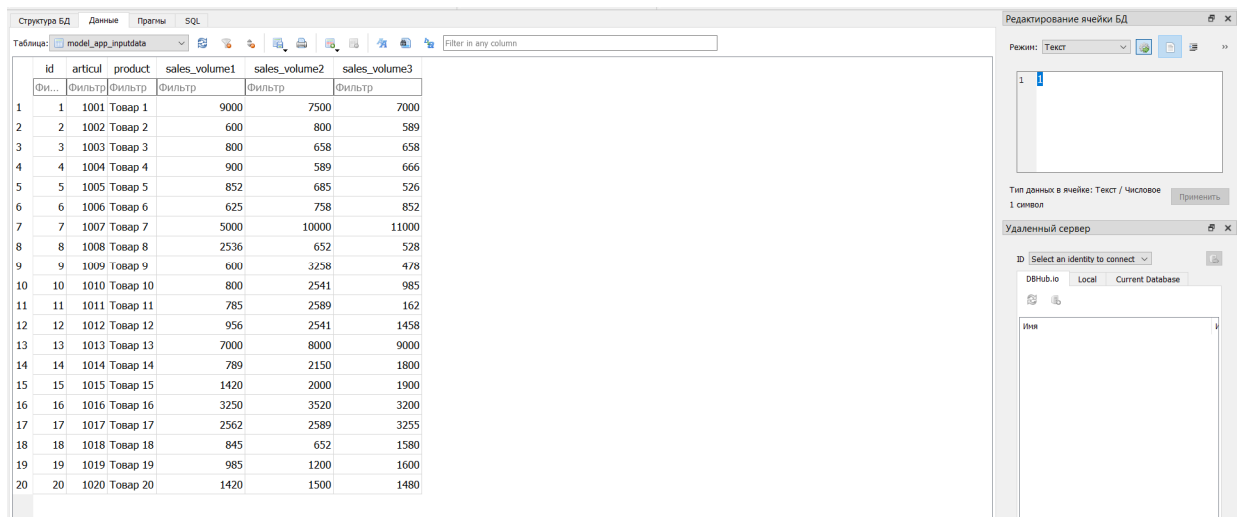 Структура БД Данные Прагмы SQL
Таблица: model_app_inputdata Filter in any column
id articul product sales_volume1 sales_volume2 sales_volume3
Фи... Фильтр Фильтр Фильтр Фильтр Фильтр
1 1 1001 Товар 1 9000 7500 7000
2 2 1002 Товар 2 600 800 589
3 3 1003 Товар 3 800 658 658
4 4 1004 Товар 4 900 589 666
5 5 1005 Товар 5 852 685 526
6 6 1006 Товар 6 625 758 852
7 7 1007 Товар 7 5000 10000 11000
8 8 1008 Товар 8 2536 652 528
9 9 1009 Товар 9 600 3258 478
10 10 1010 Товар 10 800 2541 985
11 11 1011 Товар 11 785 2589 162
12 12 1012 Товар 12 956 2541 1458
13 13 1013 Товар 13 7000 8000 9000
14 14 1014 Товар 14 789 2150 1800
15 15 1015 Товар 15 1420 2000 1900
16 16 1016 Товар 16 3250 3520 3200
17 17 1017 Товар 17 2562 2589 3255
18 18 1018 Товар 18 845 652 1580
19 19 1019 Товар 19 985 1200 1600
20 20 1020 Товар 20 1420 1500 1480
Редактирование ячейки БД
Режим: Текст
1 1
Тип данных в ячейке: Текст / Числовое
1 символ
Применить
Удаленный сервер
ID Select an identity to connect
DBHub.io Local Current Database
Имя И